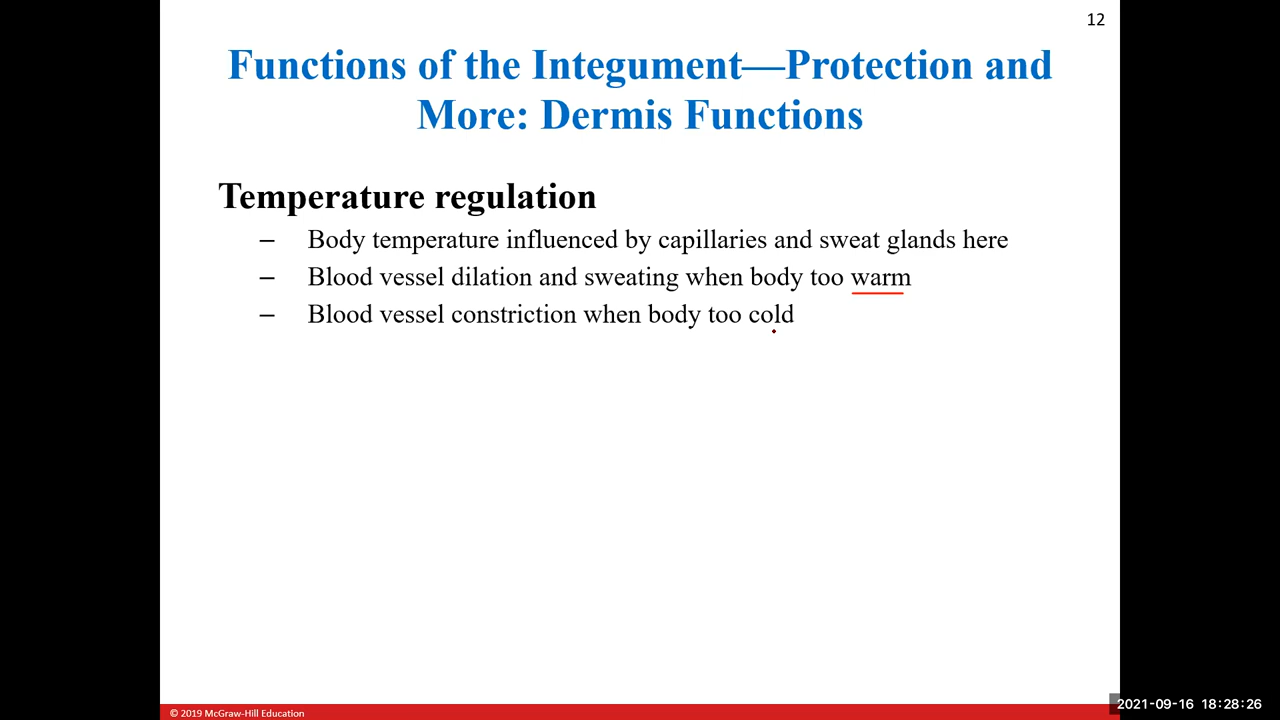 12
Functions of the Integument—Protection and
More: Dermis Functions
Temperature regulation
– Body temperature influenced by capillaries and sweat glands here
– Blood vessel dilation and sweating when body too warm
– Blood vessel constriction when body too cold
© 2019 McGraw-Hill Education
2021-09-16 18:28:26